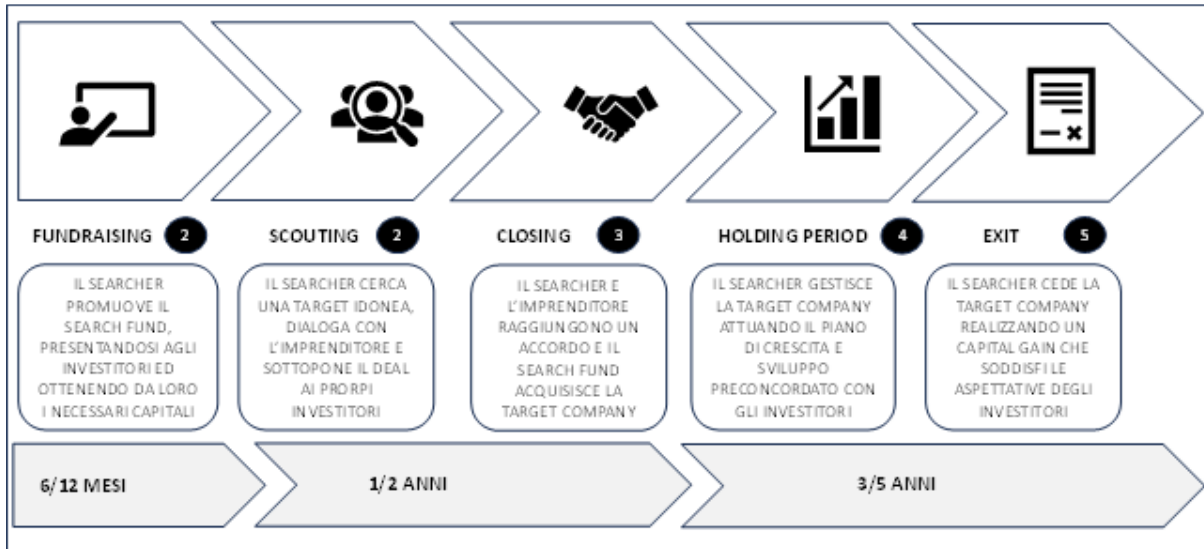 FUNDRAISING 2
SCOUTING 2
CLOSING 3
HOLDING PERIOD 4
EXIT 5
IL SEARCHER
PROMUOVE IL
SEARCH FUND,
PRESENTANDOSI AGLI
INVESTITORI ED
OTTENENDO DA LORO
I NECESSARI CAPITALI
IL SEARCHER CERCA
UNA TARGET IDONEA,
DIALOGA CON
L'IMPRENDITORE E
SOTTOPONE IL DEAL
AI PRORPI
INVESTITORI
IL SEARCHER E
L'IMPRENDITORE
RAGGIUNGONO UN
ACCORDO E IL
SEARCH FUND
ACQUISISCE LA
TARGET COMPANY
IL SEARCHER GESTISCE
LA TARGET COMPANY
ATTUANDO IL PIANO
DI CRESCITA E
SVILUPPO
PRECONCORDATO CON
GLI INVESTITORI
IL SEARCHER CEDE LA
TARGET COMPANY
REALIZZANDO UN
CAPITAL GAIN CHE
SODDISFI LE
ASPETTATIVE DEGLI
INVESTITORI
6/12 MESI
1/2 ANNI
3/5 ANNI